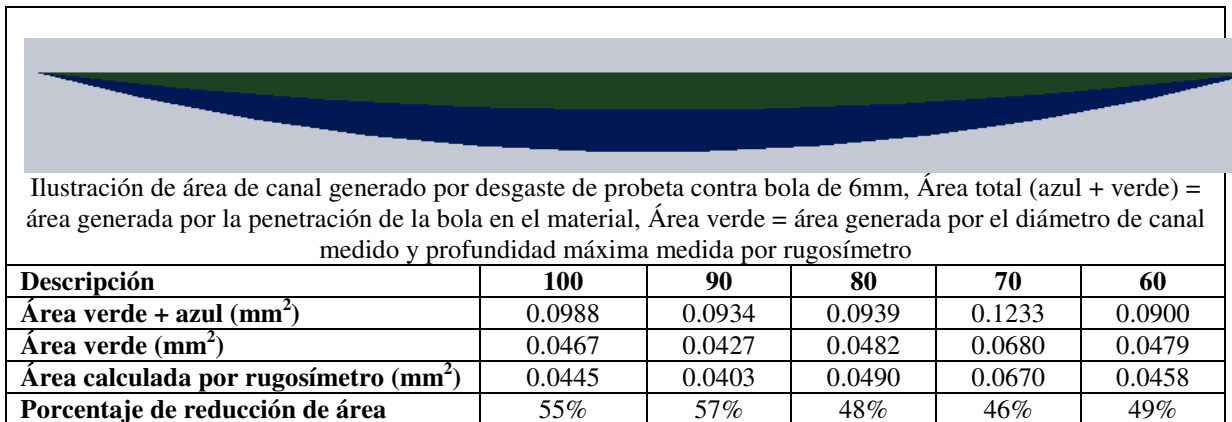 Ilustración de área de canal generado por desgaste de probeta contra bola de 6mm, Área total (azul + verde) =
área generada por la penetración de la bola en el material, Área verde = área generada por el diámetro de canal
medido y profundidad máxima medida por rugosímetro
Descripción 100 90 80 70 60
Área verde + azul (mm²) 0.0988 0.0934 0.0939 0.1233 0.0900
Área verde (mm²) 0.0467 0.0427 0.0482 0.0680 0.0479
Área calculada por rugosímetro (mm²) 0.0445 0.0403 0.0490 0.0670 0.0458
Porcentaje de reducción de área 55% 57% 48% 46% 49%